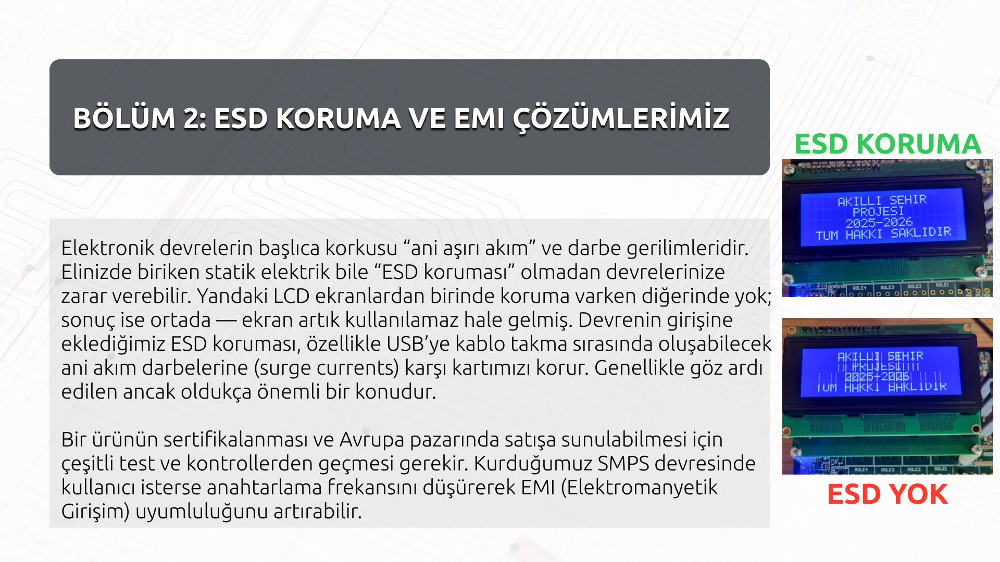 BÖLÜM 2: ESD KORUMA VE EMI ÇÖZÜMLERİMİZ
Elektronik devrelerin başlıca korkusu “ani aşırı akım” ve darbe gerilimleridir.
Elinizde biriken statik elektrik bile “ESD koruması” olmadan devrelerinize
zarar verebilir. Yandaki LCD ekranlardan birinde koruma varken diğerinde yok;
sonuç ise ortada — ekran artık kullanılamaz hale gelmiş. Devrenin girişine
eklediğimiz ESD koruması, özellikle USB’ye kablo takma sırasında oluşabilecek
ani akım darbelerine (surge currents) karşı kartımızı korur. Genellikle göz ardı
edilen ancak oldukça önemli bir konudur.
Bir ürünün sertifikalanması ve Avrupa pazarında satışa sunulabilmesi için
çeşitli test ve kontrollerden geçmesi gerekir. Kurduğumuz SMPS devresinde
kullanıcı isterse anahtarlama frekansını düşürerek EMI (Elektromanyetik
Girişim) uyumluluğunu artırabilir.
ESD KORUMA
AKILLI SEHIR
PROJESI
2025-2026
TUM HAKKI SAKLIDIR
ROLE4 ROLE3 ROLE2 ROLE1
ROLE4 ROLE3 ROLE2 ROLE1
ESD YOK